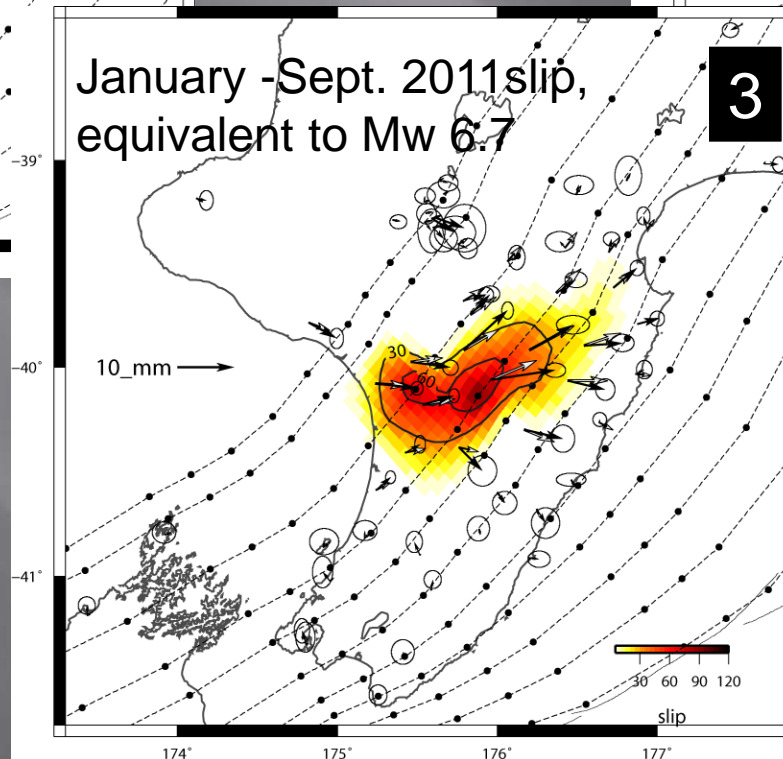 January -Sept. 2011slip,
equivalent to Mw 6.7
3
−39°
30
60
−40°
10_mm
−41°
30 60 90 120
slip
174° 175° 176° 177°